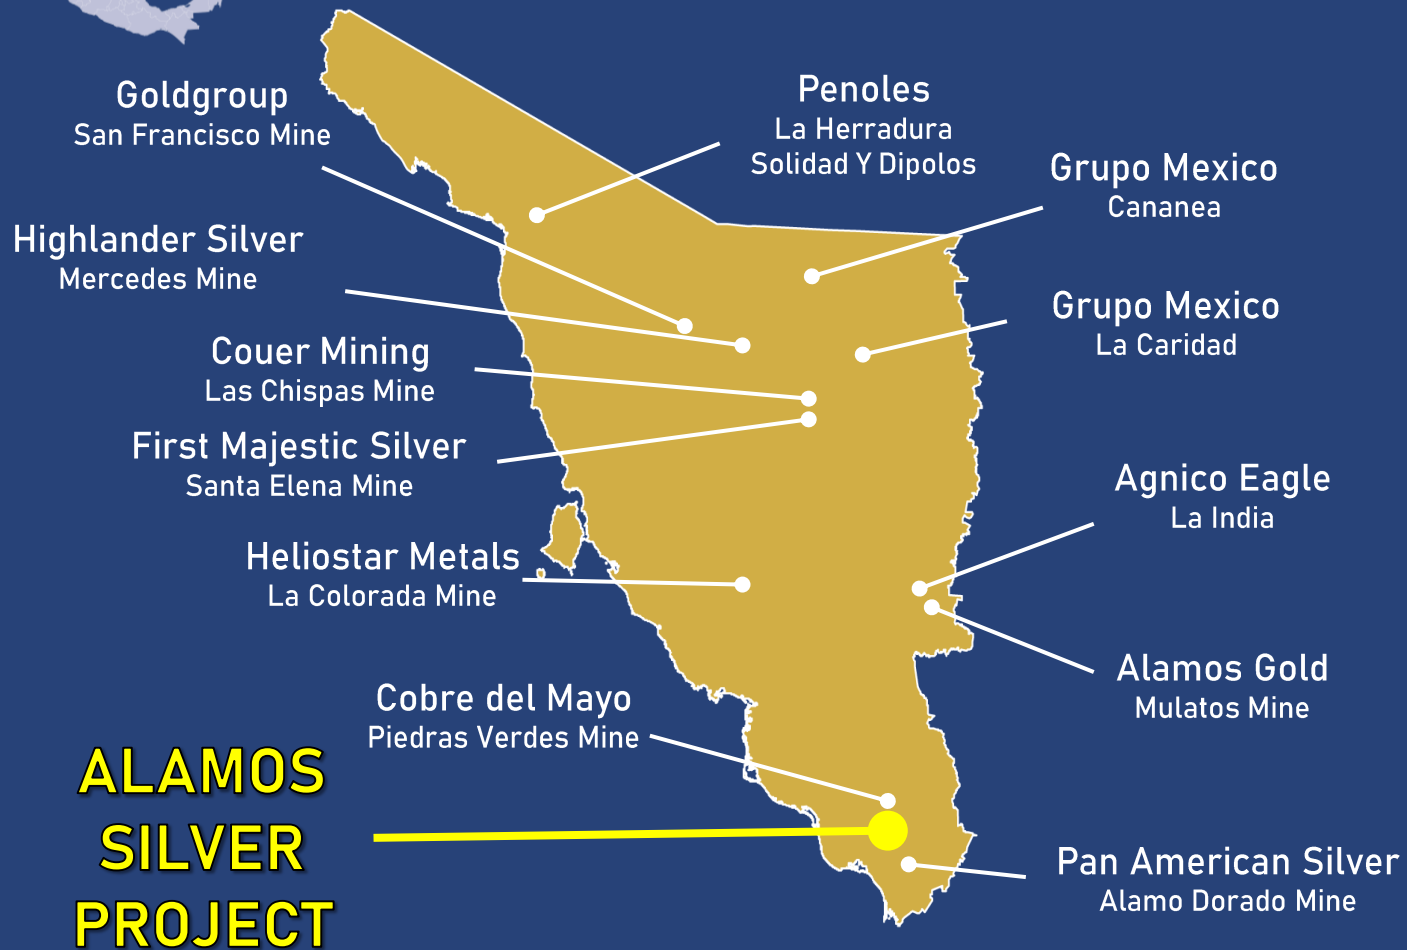 Goldgroup
San Francisco Mine
Penoles
La Herradura
Solidad Y Dipolos
Grupo Mexico
Cananea
Highlander Silver
Mercedes Mine
Grupo Mexico
La Caridad
Couer Mining
Las Chispas Mine
First Majestic Silver
Santa Elena Mine
Agnico Eagle
La India
Heliostar Metals
La Colorada Mine
Alamos Gold
Mulatos Mine
Cobre del Mayo
Piedras Verdes Mine
ALAMOS
SILVER
PROJECT
Pan American Silver
Alamo Dorado Mine